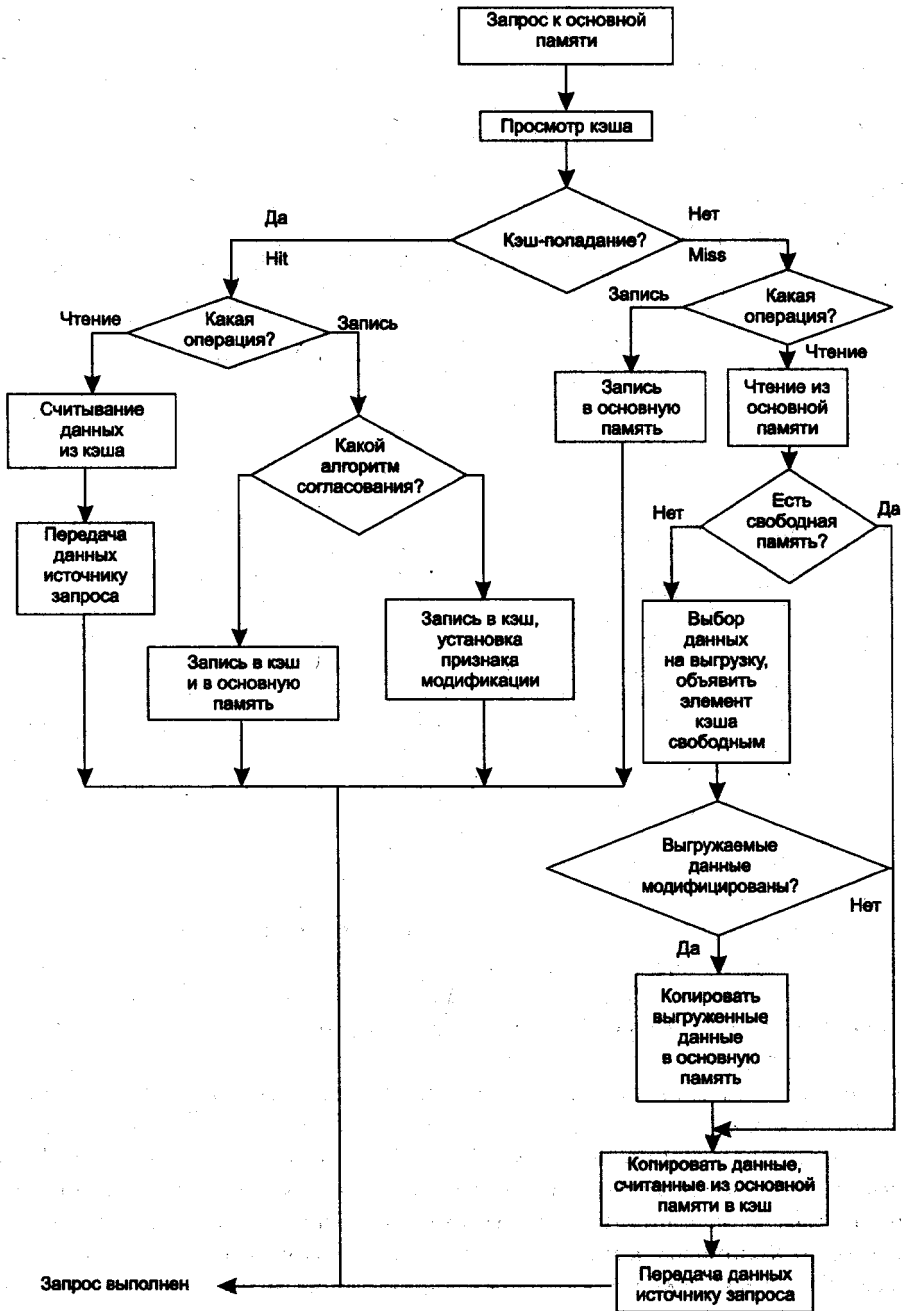 Запрос к основной
памяти
Просмотр кэша
Кэш-попадание?
Да
Hit
Нет
Miss
Какая
операция?
Чтение
Запись
Считывание
данных
из кэша
Передача
данных
источнику
запроса
Какой
алгоритм
согласования?
Запись в кэш
и в основную
память
Запись в кэш,
установка
признака
модификации
Какая
операция?
Запись
Чтение
Запись
в основную
память
Чтение из
основной
памяти
Есть
свободная
память?
Нет
Да
Выбор
данных
на выгрузку,
объявить
элемент
кэша
свободным
Выгружаемые
данные
модифицированы?
Нет
Да
Копировать
выгруженные
данные
в основную
память
Копировать данные,
считанные из основной
памяти в кэш
Передача данных
источнику запроса
Запрос выполнен